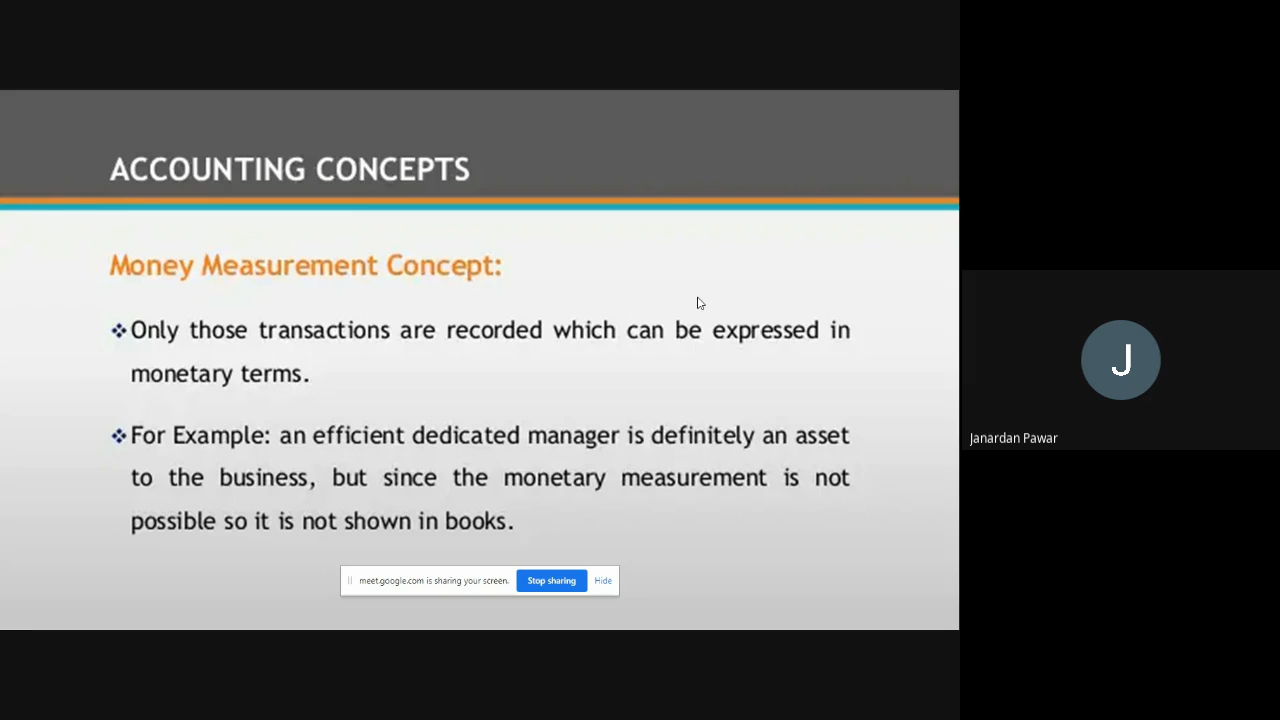 ACCOUNTING CONCEPTS
Money Measurement Concept:
❖Only those transactions are recorded which can be expressed in
monetary terms.
❖For Example: an efficient dedicated manager is definitely an asset
to the business, but since the monetary measurement is not
possible so it is not shown in books.
meet.google.com is sharing your screen. Stop sharing Hide
J
Janardan Pawar